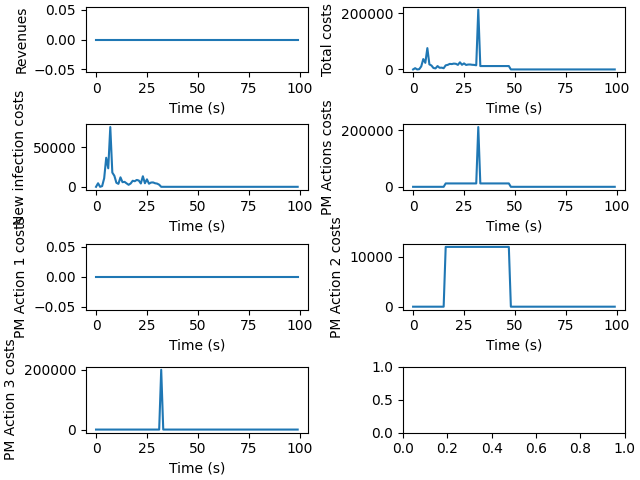 Revenues
0.05
0.00
−0.05
0 25 50 75 100
Time (s)
Total costs
200000
0
0 25 50 75 100
Time (s)
New infection costs
50000
0
0 25 50 75 100
Time (s)
PM Actions costs
200000
0
0 25 50 75 100
Time (s)
PM Action 1 costs
0.05
0.00
−0.05
0 25 50 75 100
Time (s)
PM Action 2 costs
10000
0
0 25 50 75 100
Time (s)
PM Action 3 costs
200000
0
0 25 50 75 100
Time (s)
1.0
0.5
0.0
0.0 0.2 0.4 0.6 0.8 1.0